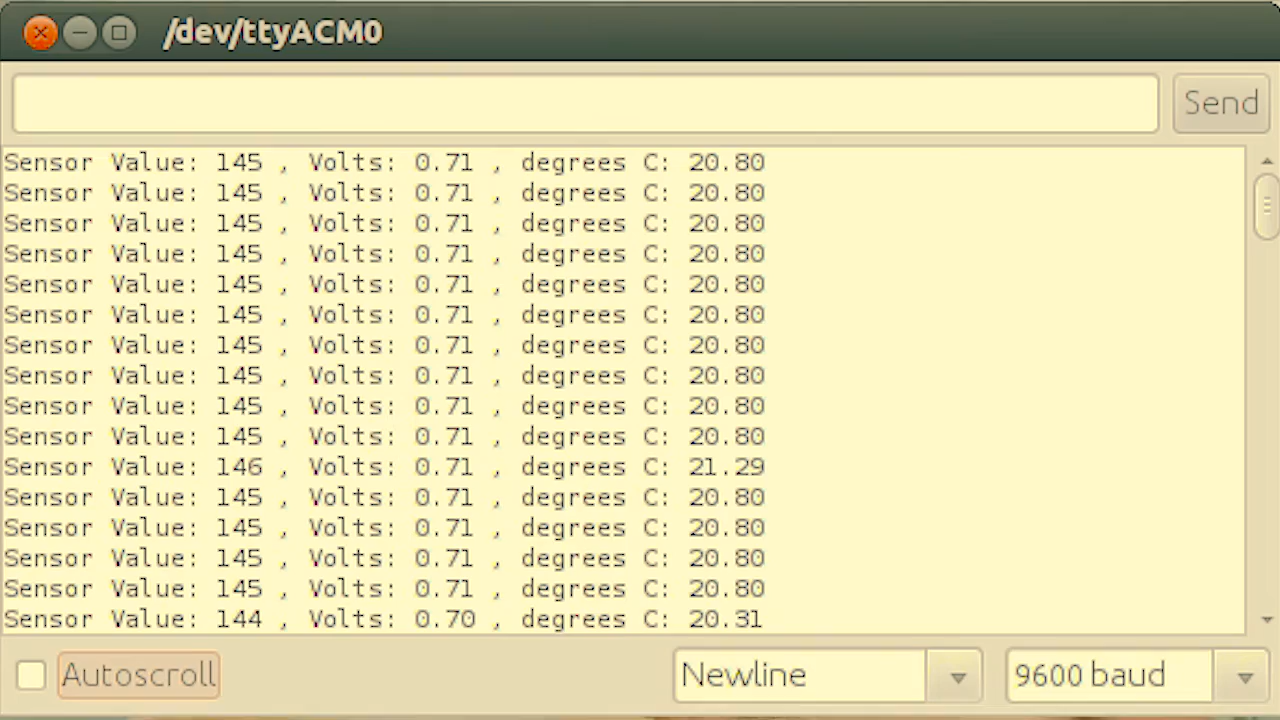 /dev/ttyACM0
Send
Sensor Value: 145 , Volts: 0.71 , degrees C: 20.80
Sensor Value: 145 , Volts: 0.71 , degrees C: 20.80
Sensor Value: 145 , Volts: 0.71 , degrees C: 20.80
Sensor Value: 145 , Volts: 0.71 , degrees C: 20.80
Sensor Value: 145 , Volts: 0.71 , degrees C: 20.80
Sensor Value: 145 , Volts: 0.71 , degrees C: 20.80
Sensor Value: 145 , Volts: 0.71 , degrees C: 20.80
Sensor Value: 145 , Volts: 0.71 , degrees C: 20.80
Sensor Value: 145 , Volts: 0.71 , degrees C: 20.80
Sensor Value: 145 , Volts: 0.71 , degrees C: 20.80
Sensor Value: 146 , Volts: 0.71 , degrees C: 21.29
Sensor Value: 145 , Volts: 0.71 , degrees C: 20.80
Sensor Value: 145 , Volts: 0.71 , degrees C: 20.80
Sensor Value: 145 , Volts: 0.71 , degrees C: 20.80
Sensor Value: 145 , Volts: 0.71 , degrees C: 20.80
Sensor Value: 144 , Volts: 0.70 , degrees C: 20.31
Autoscroll
Newline
9600 baud